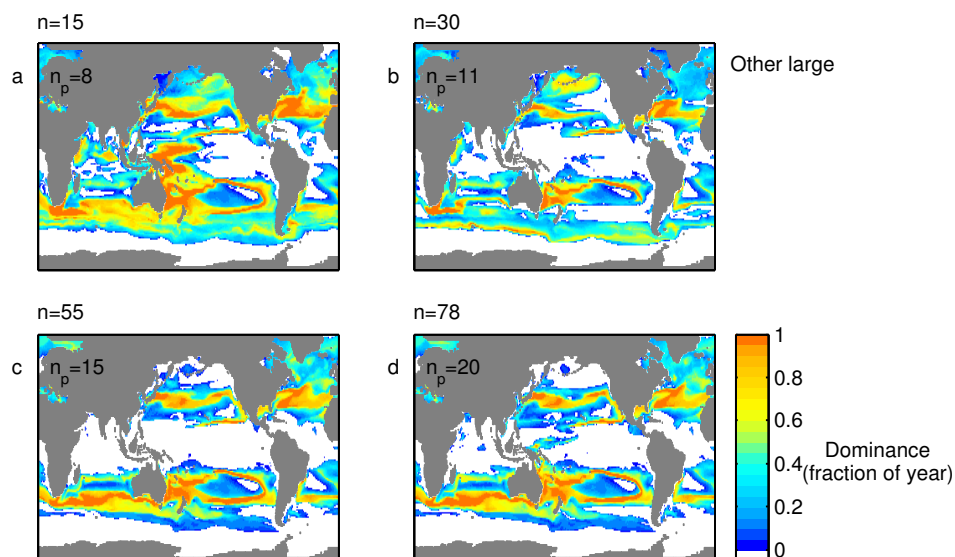 n=15
n=30
Other large
a
n_p=8
b
n_p=11
n=55
n=78
c
n_p=15
d
n_p=20
1
0.8
0.6
0.4
0.2
0
Dominance
(fraction of year)